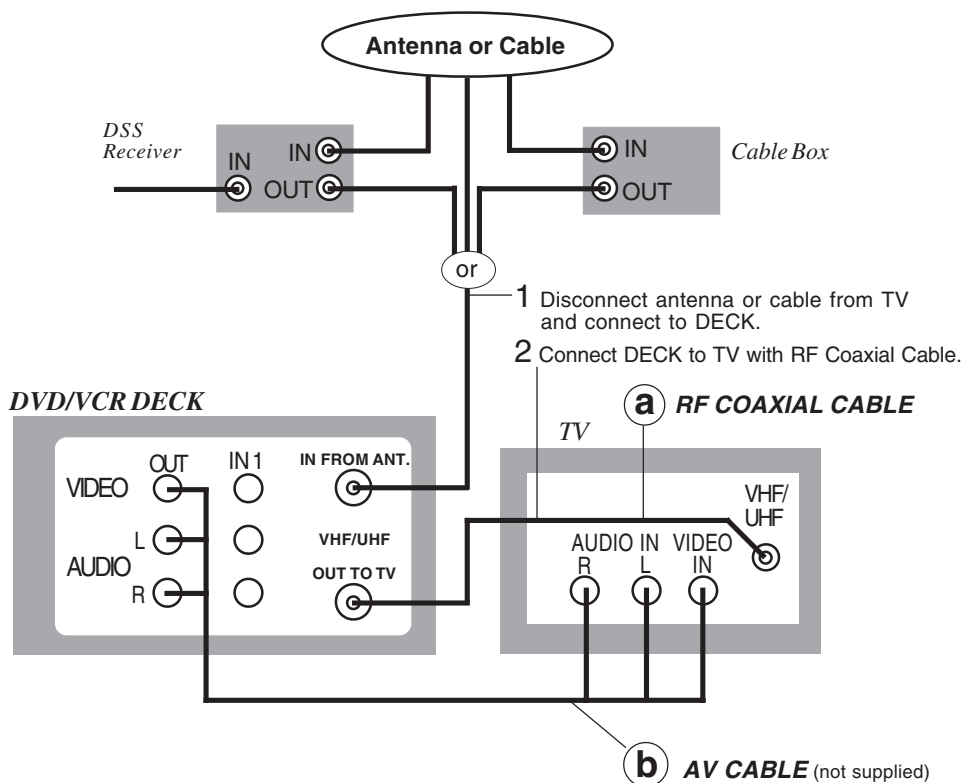 Antenna or Cable
DSS
Receiver
IN
IN
OUT
IN
OUT
Cable Box
or
1 Disconnect antenna or cable from TV
and connect to DECK.
2 Connect DECK to TV with RF Coaxial Cable.
DVD/VCR DECK
a RF COAXIAL CABLE
TV
OUT
IN 1
IN FROM ANT.
VIDEO
L
AUDIO
R
VHF/UHF
OUT TO TV
VHF/
UHF
AUDIO IN
R
L
VIDEO
IN
b AV CABLE (not supplied)